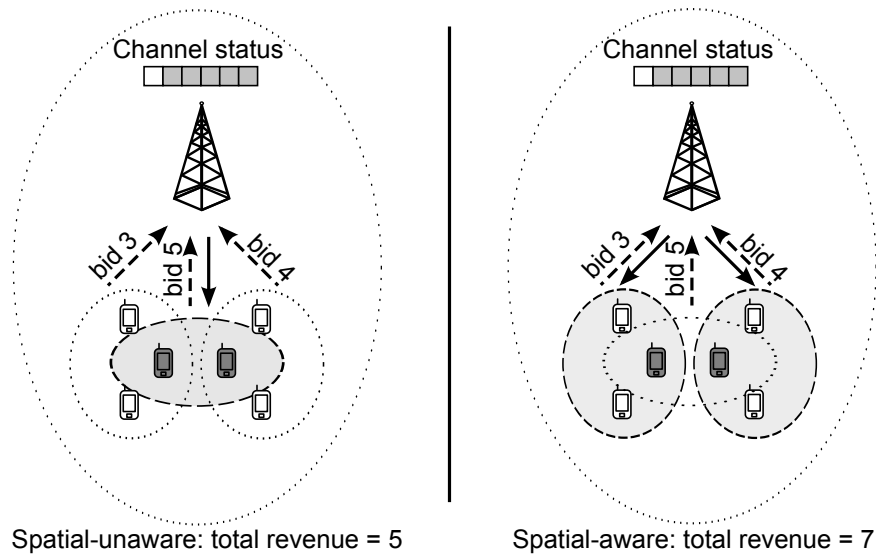 Channel status
bid 3
bid 5
bid 4
Spatial-unaware: total revenue = 5
Channel status
bid 3
bid 5
bid 4
Spatial-aware: total revenue = 7